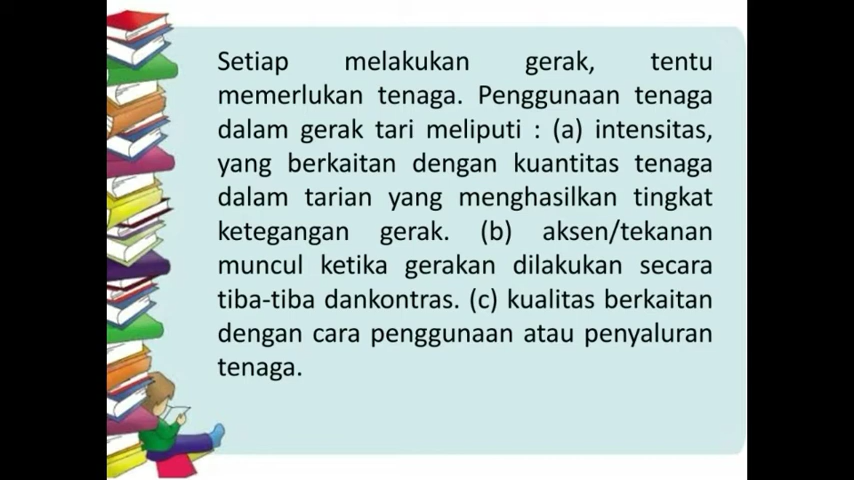 Setiap melakukan gerak, tentu
memerlukan tenaga. Penggunaan tenaga
dalam gerak tari meliputi : (a) intensitas,
yang berkaitan dengan kuantitas tenaga
dalam tarian yang menghasilkan tingkat
ketegangan gerak. (b) aksen/tekanan
muncul ketika gerakan dilakukan secara
tiba-tiba dankontras. (c) kualitas berkaitan
dengan cara penggunaan atau penyaluran
tenaga.